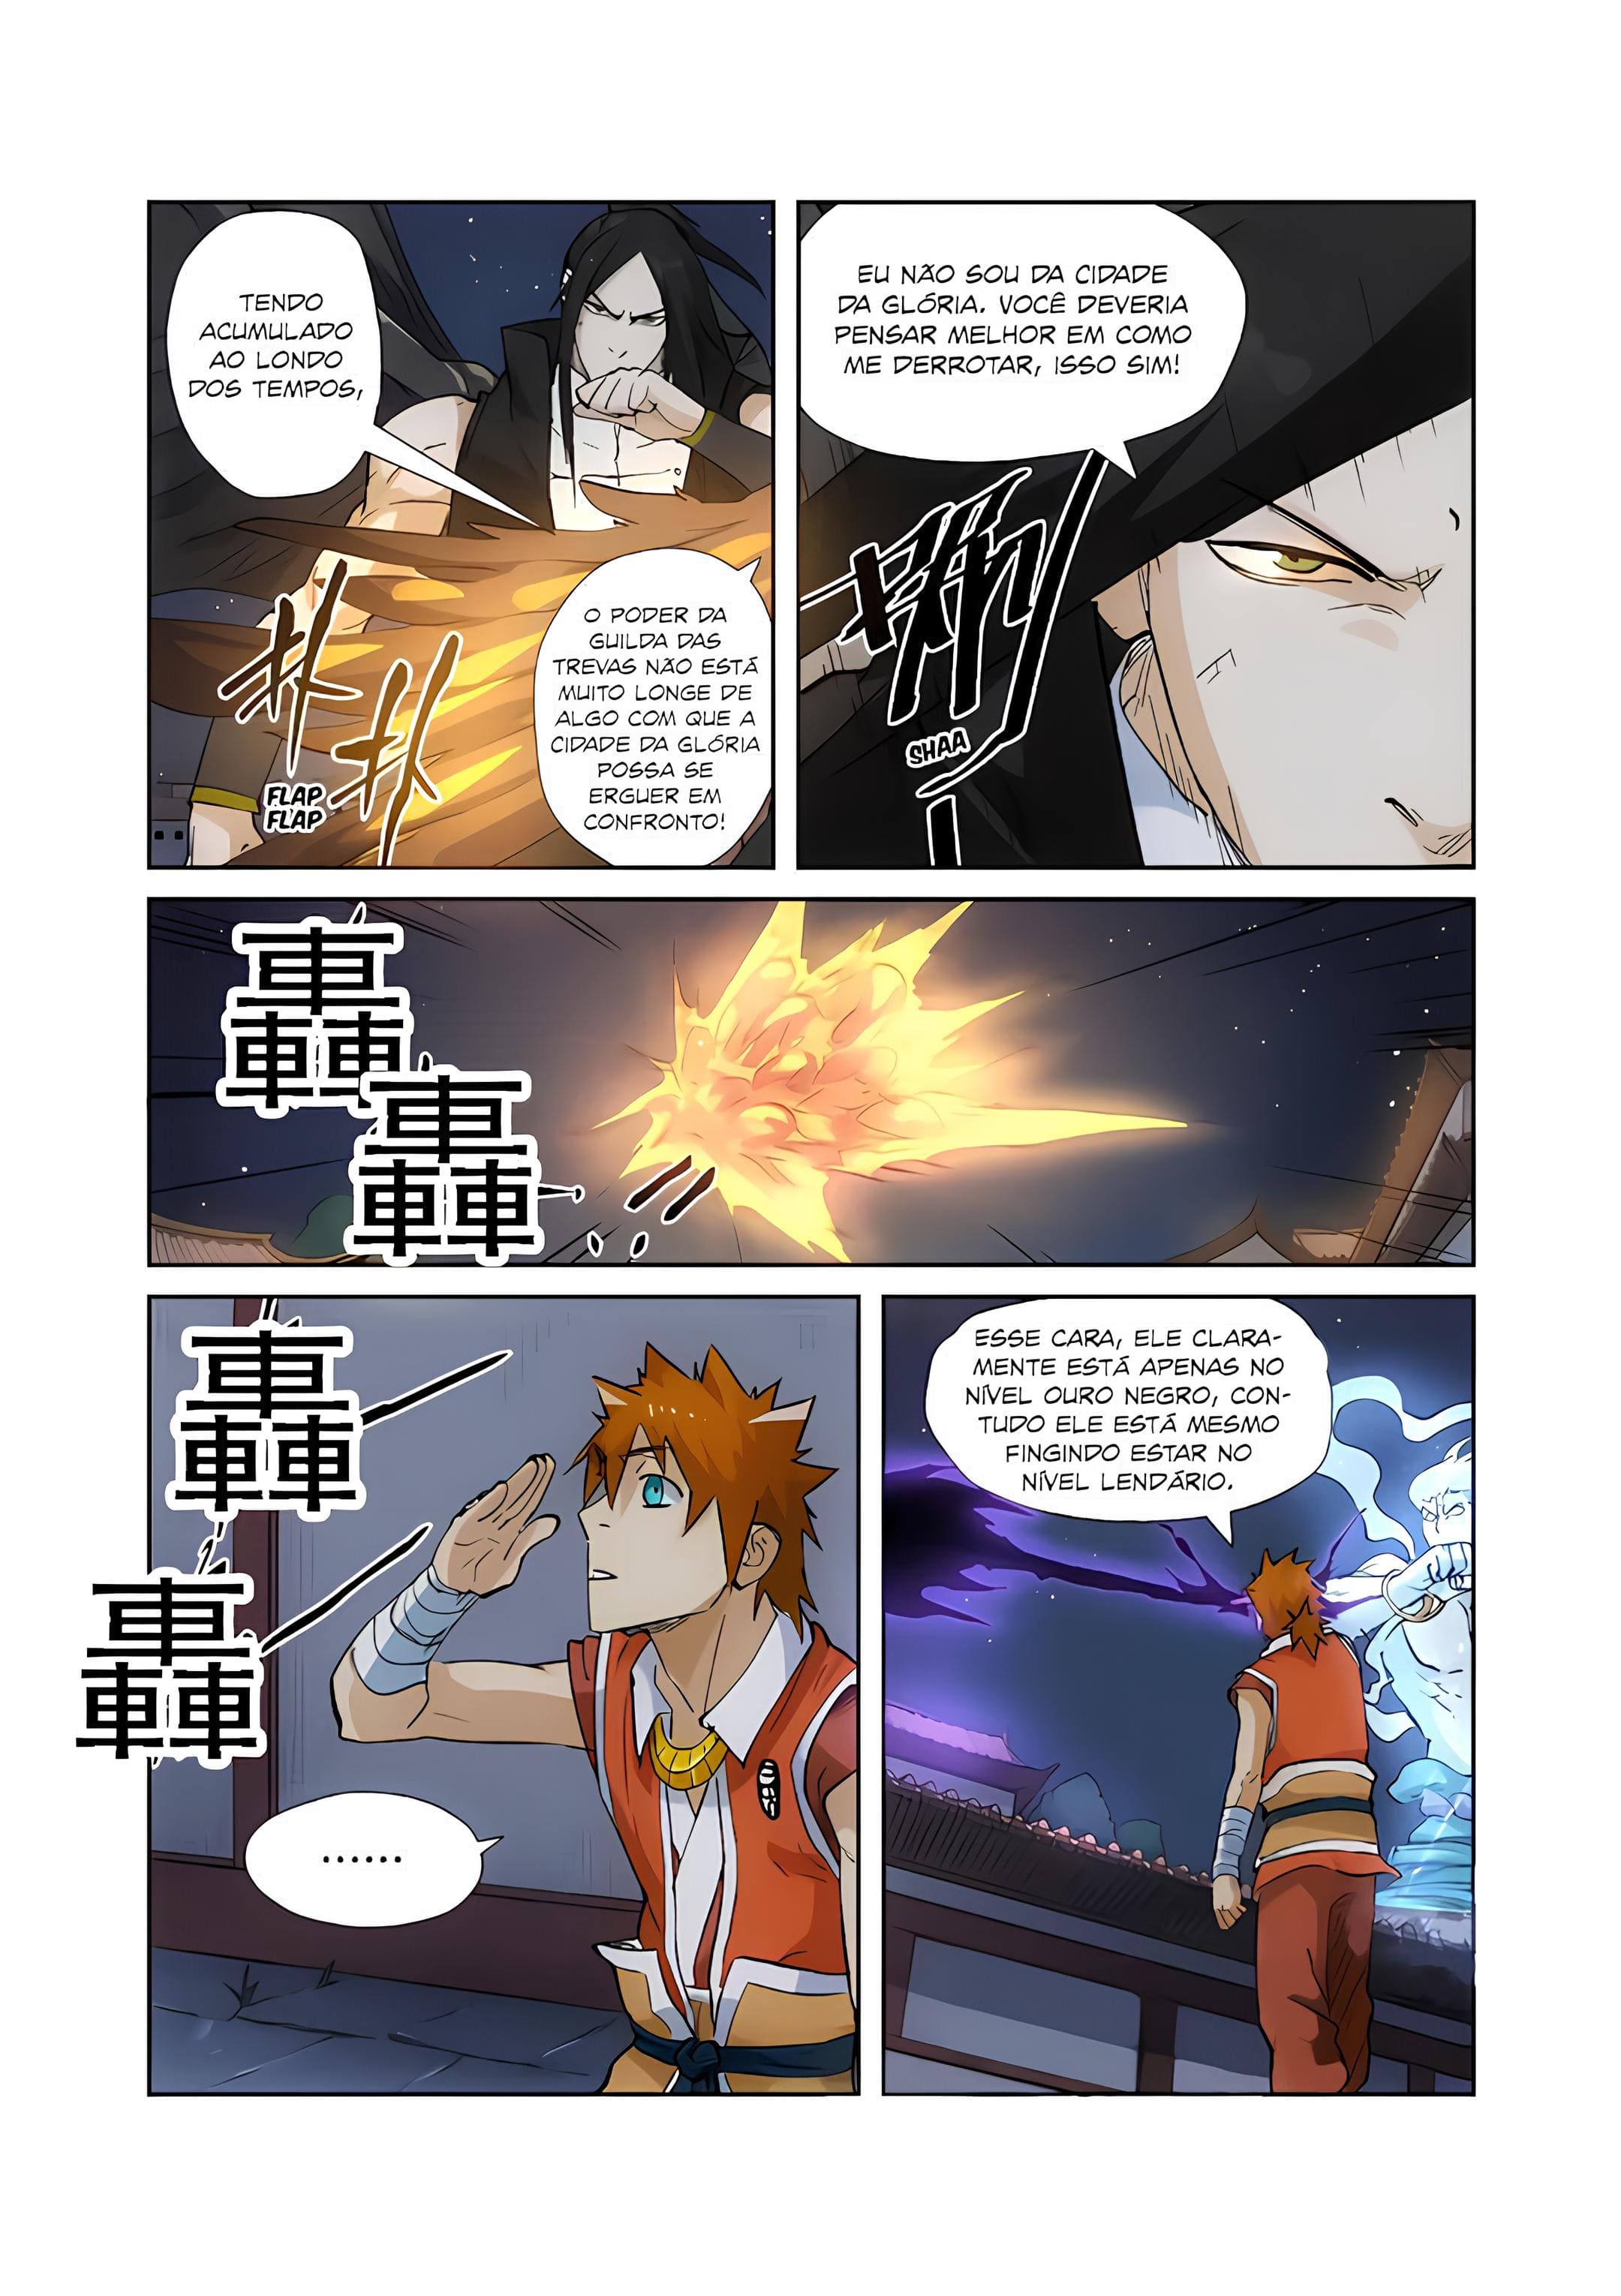 TENDO
ACUMULADO
AO LONDO
DOS TEMPOS,
O PODER DA
GUILDA DAS
TREVAS NÃO ESTÁ
MUITO LONGE DE
ALGO COM QUE A
CIDADE DA GLÓRIA
POSSA SE
ERGUER EM
CONFRONTO!
卄
卄
FLAP
FLAP
EU NÃO SOU DA CIDADE
DA GLÓRIA. VOCÊ DEVERIA
PENSAR MELHOR EM COMO
ME DERROTAR, ISSO SIM!
SHAA
轟
轟
轟
轟
......
ESSE CARA, ELE CLARA-
MENTE ESTÁ APENAS NO
NÍVEL OURO NEGRO, CON-
TUDO ELE ESTÁ MESMO
FINGINDO ESTAR NO
NÍVEL LENDÁRIO.